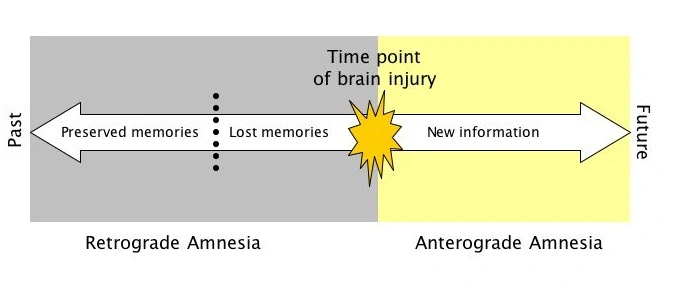 Time point
of brain injury
Past
Preserved memories
Lost memories
New information
Future
Retrograde Amnesia
Anterograde Amnesia